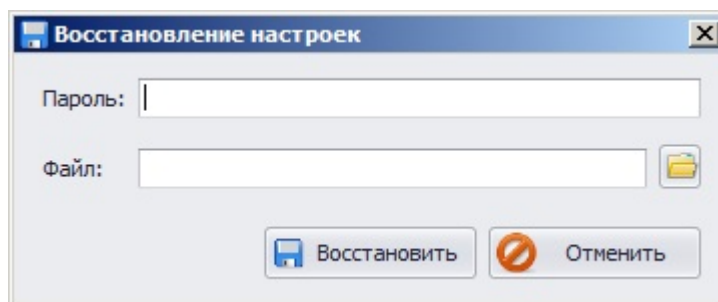 Восстановление настроек
Пароль:
Файл:
Восстановить Отменить